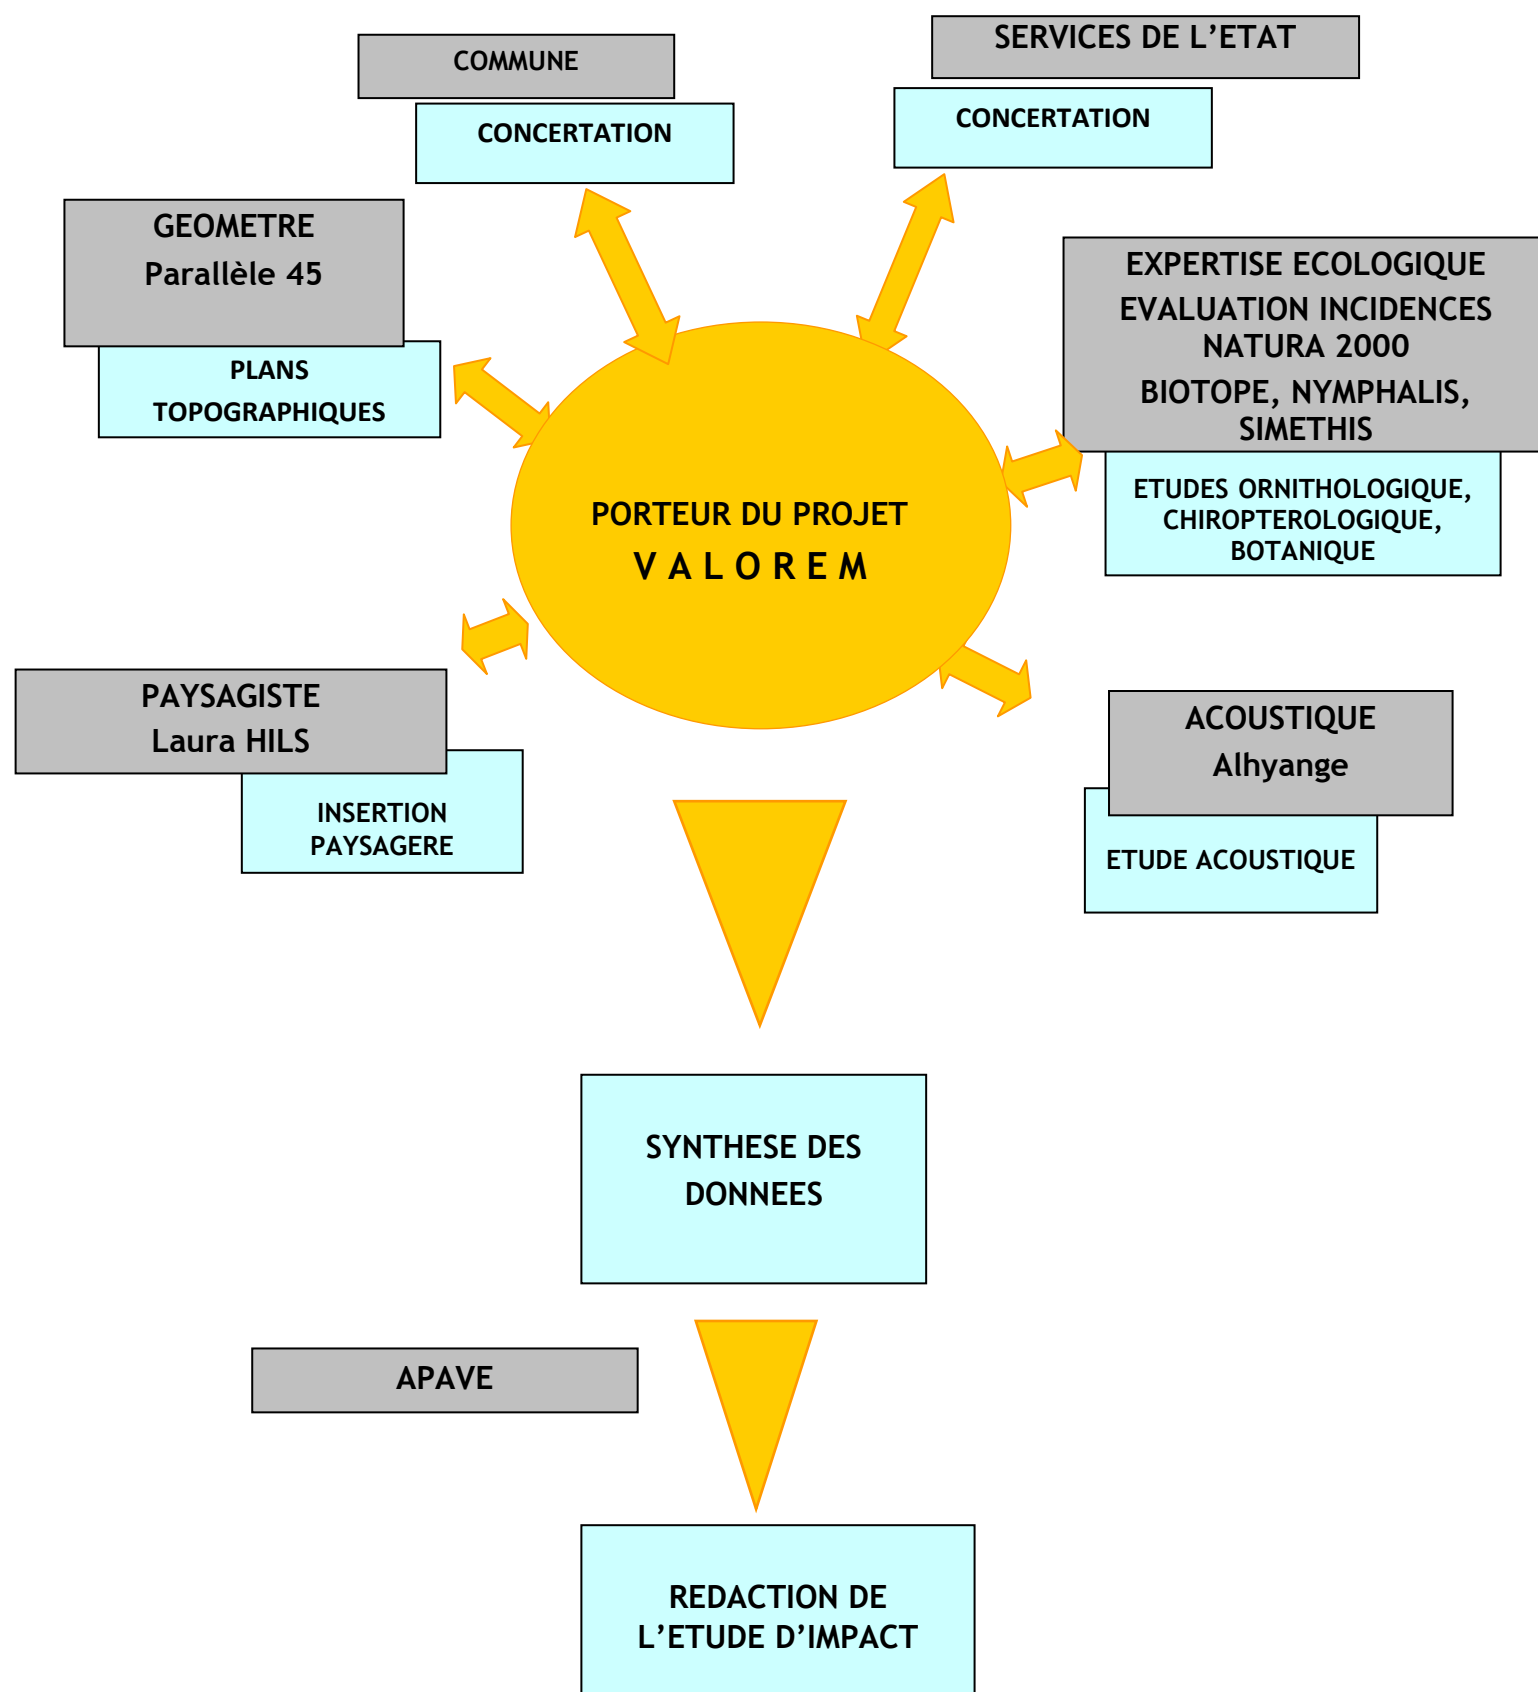 COMMUNE
CONCERTATION
SERVICES DE L’ETAT
CONCERTATION
GEOMETRE
Parallèle 45
PLANS
TOPOGRAPHIQUES
EXPERTISE ECOLOGIQUE
EVALUATION INCIDENCES
NATURA 2000
BIOTOPE, NYMPHALIS,
SIMETHIS
ETUDES ORNITHOLOGIQUE,
CHIROPTEROLOGIQUE,
BOTANIQUE
PORTEUR DU PROJET
V A L O R E M
PAYSAGISTE
Laura HILS
INSERTION
PAYSAGERE
ACOUSTIQUE
Alhyange
ETUDE ACOUSTIQUE
SYNTHESE DES
DONNEES
APAVE
REDACTION DE
L’ETUDE D’IMPACT